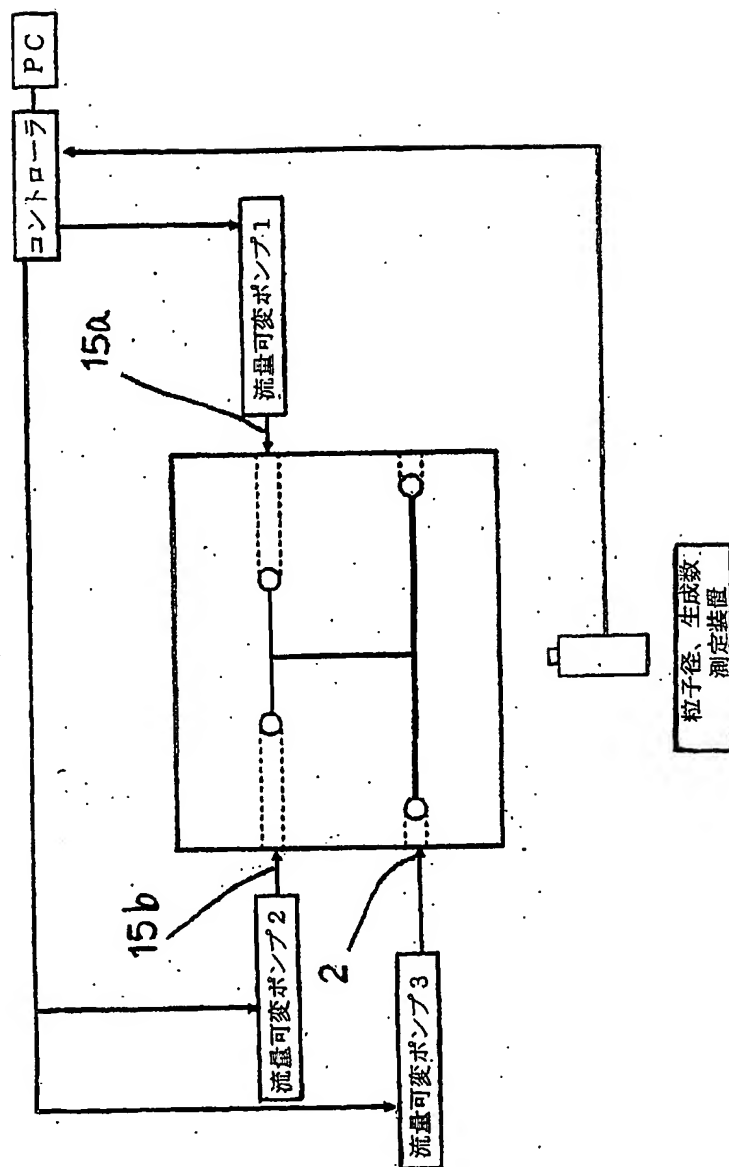 PC
コントローラ
流量可変ポンプ1
15a
15b
流量可変ポンプ2
2
流量可変ポンプ3
粒子径、生成数
測定装置